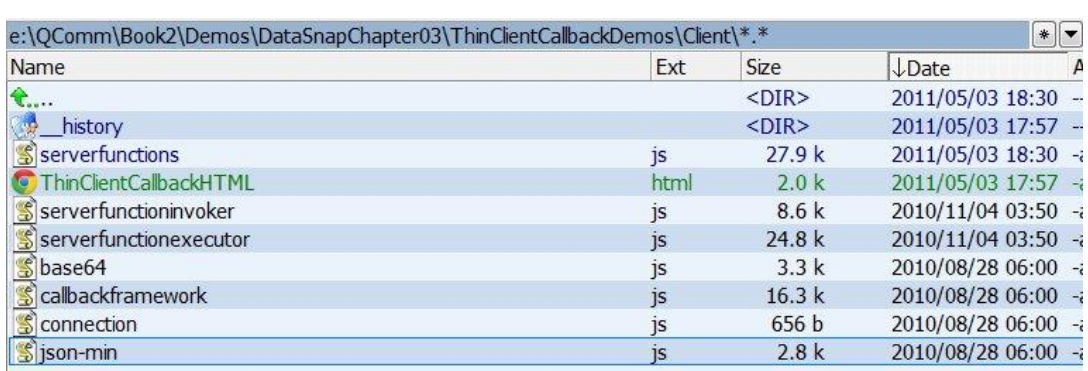 e:\QComm\Book2\Demos\DataSnapChapter03\ThinClientCallbackDemos\Client\*.* * ▼
Name Ext Size ↓Date A
.... <DIR> 2011/05/03 18:30 --
__history <DIR> 2011/05/03 17:57 --
serverfunctions js 27.9 k 2011/05/03 18:30 -a
ThinClientCallbackHTML html 2.0 k 2011/05/03 17:57 -a
serverfunctioninvoker js 8.6 k 2010/11/04 03:50 -a
serverfunctionexecutor js 24.8 k 2010/11/04 03:50 -a
base64 js 3.3 k 2010/08/28 06:00 -a
callbackframework js 16.3 k 2010/08/28 06:00 -a
connection js 656 b 2010/08/28 06:00 -a
json-min js 2.8 k 2010/08/28 06:00 -a